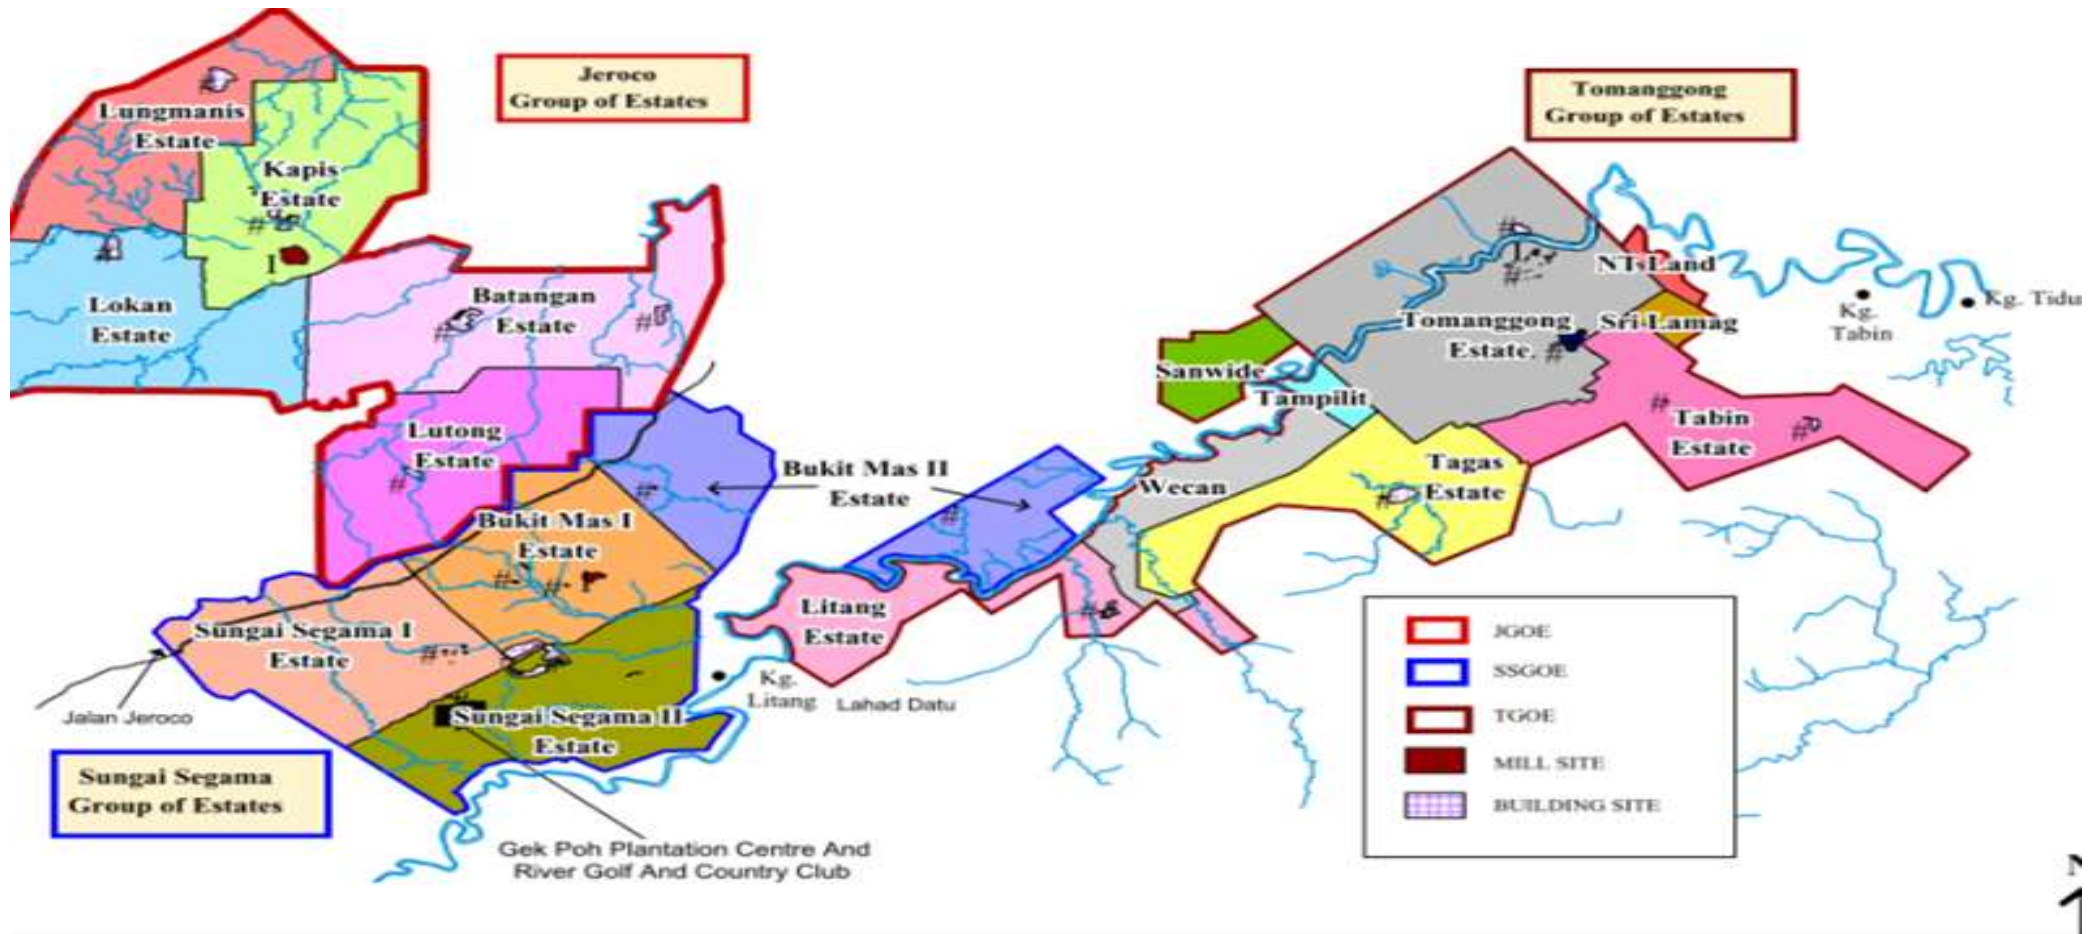 Jeroco
Group of Estates
Tomanggong
Group of Estates
Lungmanis
Estate
Kapis
Estate
Lokan
Estate
Batangan
Estate
Lutong
Estate
Bukit Mas I
Estate
Bukit Mas II
Estate
Sungai Segama I
Estate
Sungai Segama II
Estate
Jalan Jeroco
Sungai Segama
Group of Estates
Gek Poh Plantation Centre And
River Golf And Country Club
Kg.
Litang
Lahad Datu
Litang
Estate
Wecan
Sanwide
Tampilit
Tomanggong
Estate.
NT-Land
Sri Lamag
Tabin
Estate
Tagas
Estate
Kg.
Tabin
Kg. Tidu
JGOE
SSGOE
TGOE
MILL SITE
BUILDING SITE